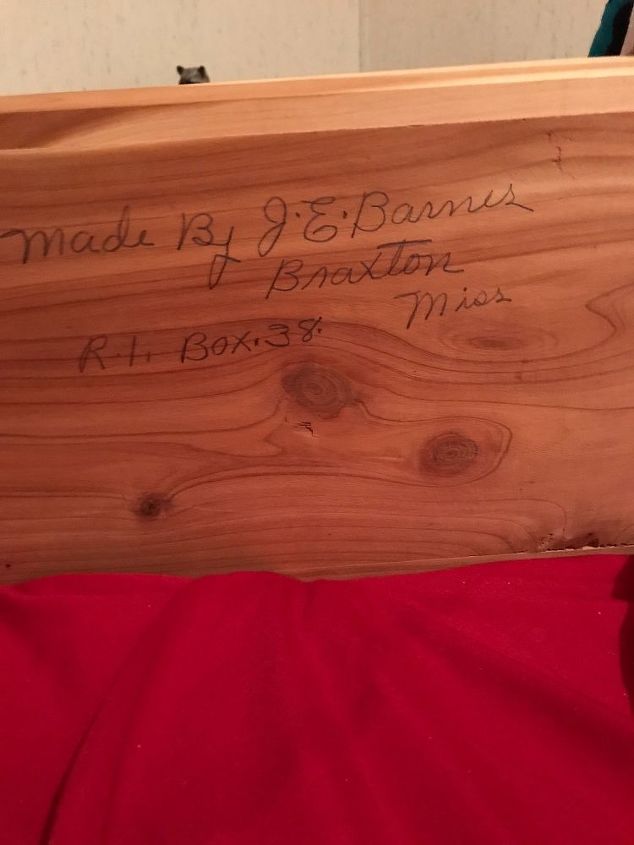 Made By J.E. Barnes
Braxton
Miss
R.1. Box.38.